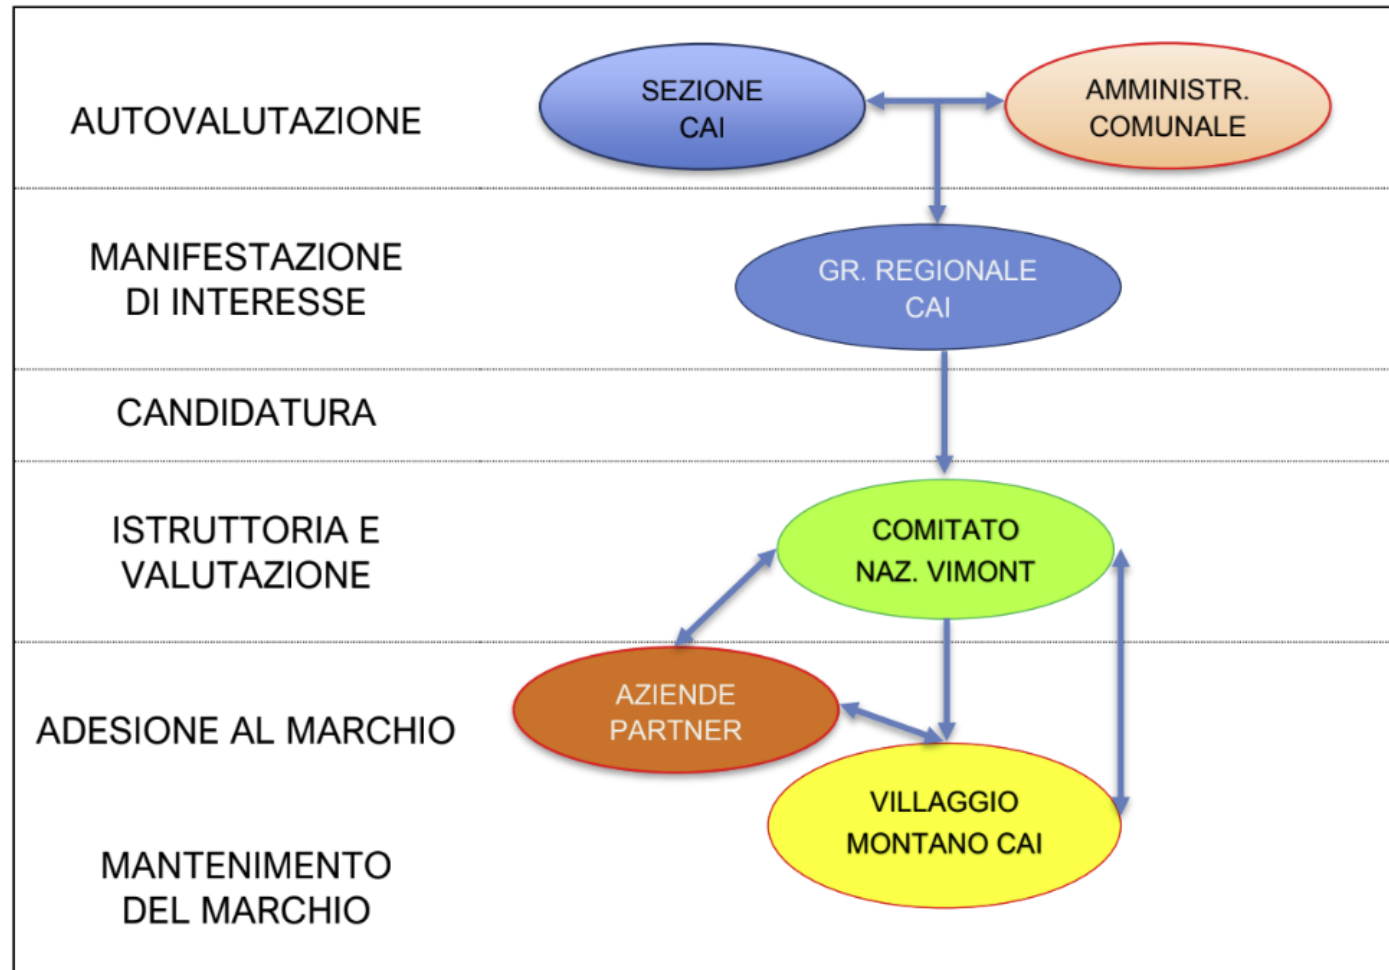 AUTOVALUTAZIONE
SEZIONE
CAI
AMMINISTR.
COMUNALE
MANIFESTAZIONE
DI INTERESSE
GR. REGIONALE
CAI
CANDIDATURA
ISTRUTTORIA E
VALUTAZIONE
COMITATO
NAZ. VIMONT
ADESIONE AL MARCHIO
AZIENDE
PARTNER
VILLAGGIO
MONTANO CAI
MANTENIMENTO
DEL MARCHIO